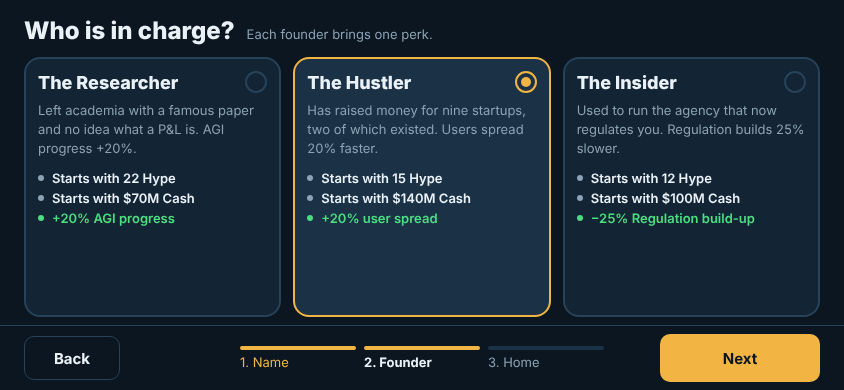 Who is in charge? Each founder brings one perk.
The Researcher
Left academia with a famous paper
and no idea what a P&L is. AGI
progress +20%.
Starts with 22 Hype
Starts with $70M Cash
+20% AGI progress
The Hustler
Has raised money for nine startups,
two of which existed. Users spread
20% faster.
Starts with 15 Hype
Starts with $140M Cash
+20% user spread
The Insider
Used to run the agency that now
regulates you. Regulation builds 25%
slower.
Starts with 12 Hype
Starts with $100M Cash
−25% Regulation build-up
Back
1. Name
2. Founder
3. Home
Next